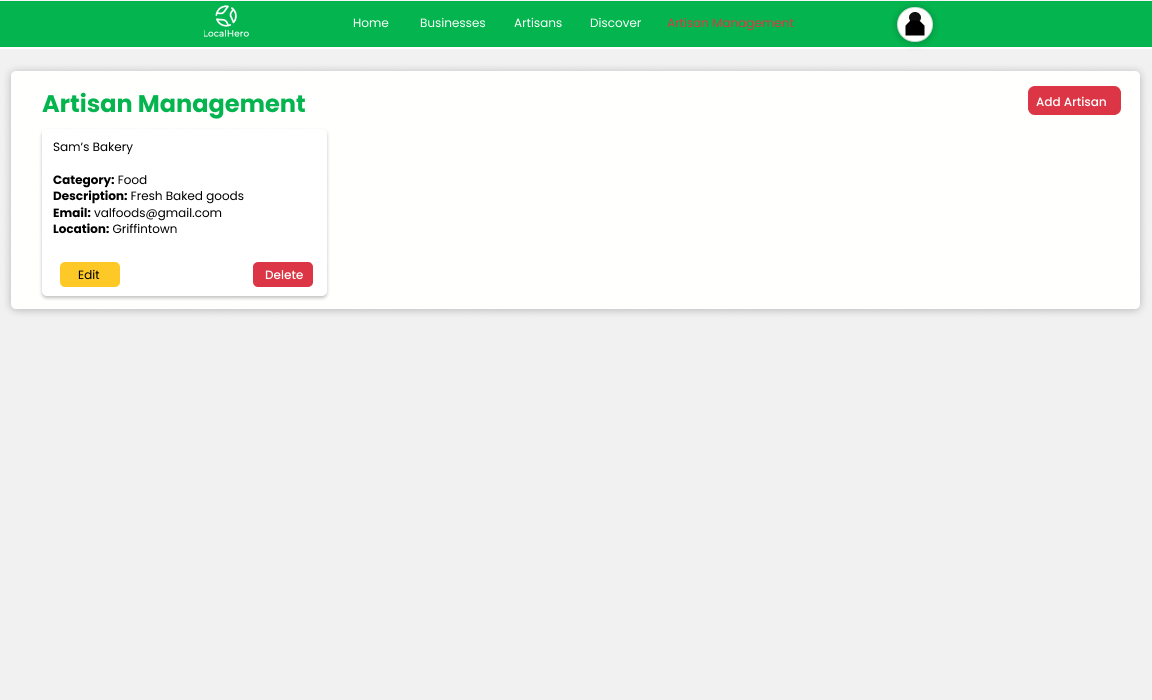 LocalHero
Home Businesses Artisans Discover Artisan Management
Artisan Management
Add Artisan
Sam's Bakery
Category: Food
Description: Fresh Baked goods
Email: valfoods@gmail.com
Location: Griffintown
Edit Delete